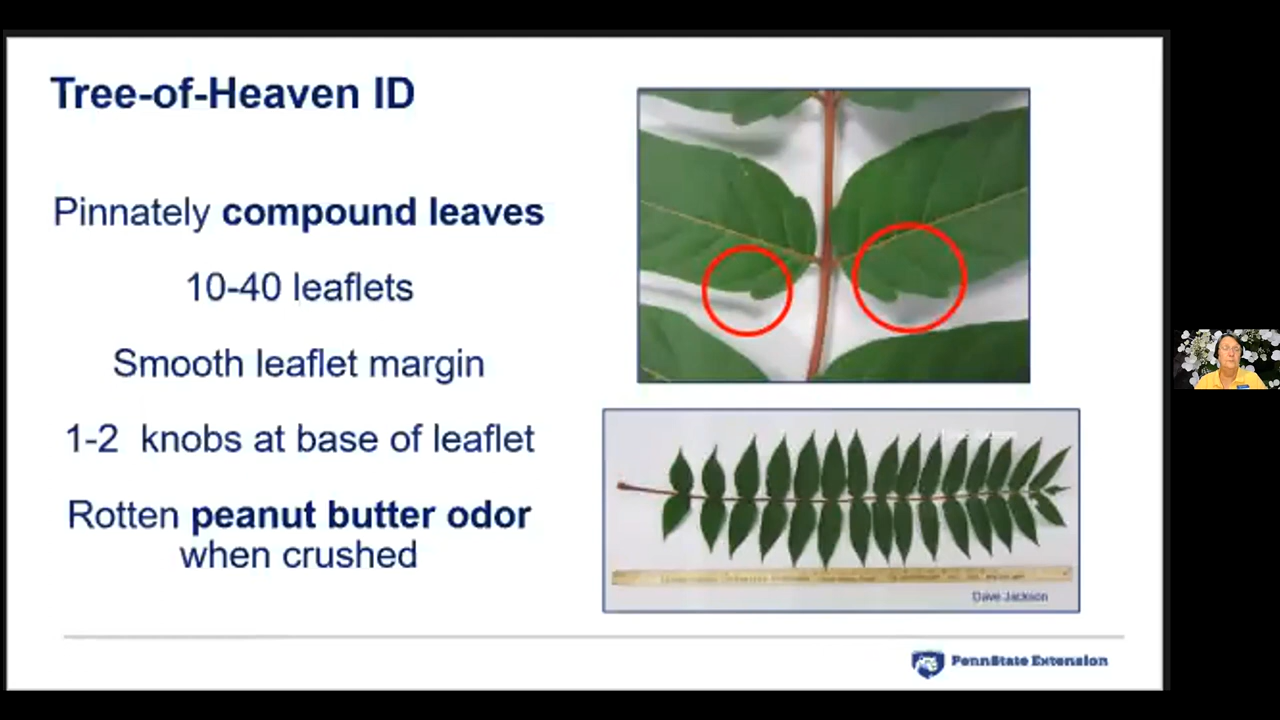 Tree-of-Heaven ID
Pinnately compound leaves
10-40 leaflets
Smooth leaflet margin
1-2 knobs at base of leaflet
Rotten peanut butter odor
when crushed
Dave Jackson
PennState Extension